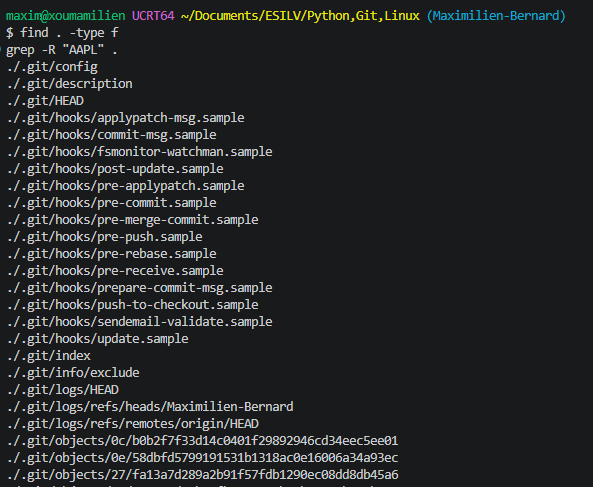 maxim@xoumamilien UCRT64 ~/Documents/ESILV/Python,Git,Linux (Maximilien-Bernard)
$ find . -type f
grep -R "AAPL" .
./.git/config
./.git/description
./.git/HEAD
./.git/hooks/applypatch-msg.sample
./.git/hooks/commit-msg.sample
./.git/hooks/fsmonitor-watchman.sample
./.git/hooks/post-update.sample
./.git/hooks/pre-applypatch.sample
./.git/hooks/pre-commit.sample
./.git/hooks/pre-merge-commit.sample
./.git/hooks/pre-push.sample
./.git/hooks/pre-rebase.sample
./.git/hooks/pre-receive.sample
./.git/hooks/prepare-commit-msg.sample
./.git/hooks/push-to-checkout.sample
./.git/hooks/sendemail-validate.sample
./.git/hooks/update.sample
./.git/index
./.git/info/exclude
./.git/logs/HEAD
./.git/logs/refs/heads/Maximilien-Bernard
./.git/logs/refs/remotes/origin/HEAD
./.git/objects/0c/b0b2f7f33d14c0401f29892946cd34eec5ee01
./.git/objects/0e/58dbfd5799191531b1318ac0e16006a34a93ec
./.git/objects/27/fa13a7d289a2b91f57fdb1290ec08dd8db45a6